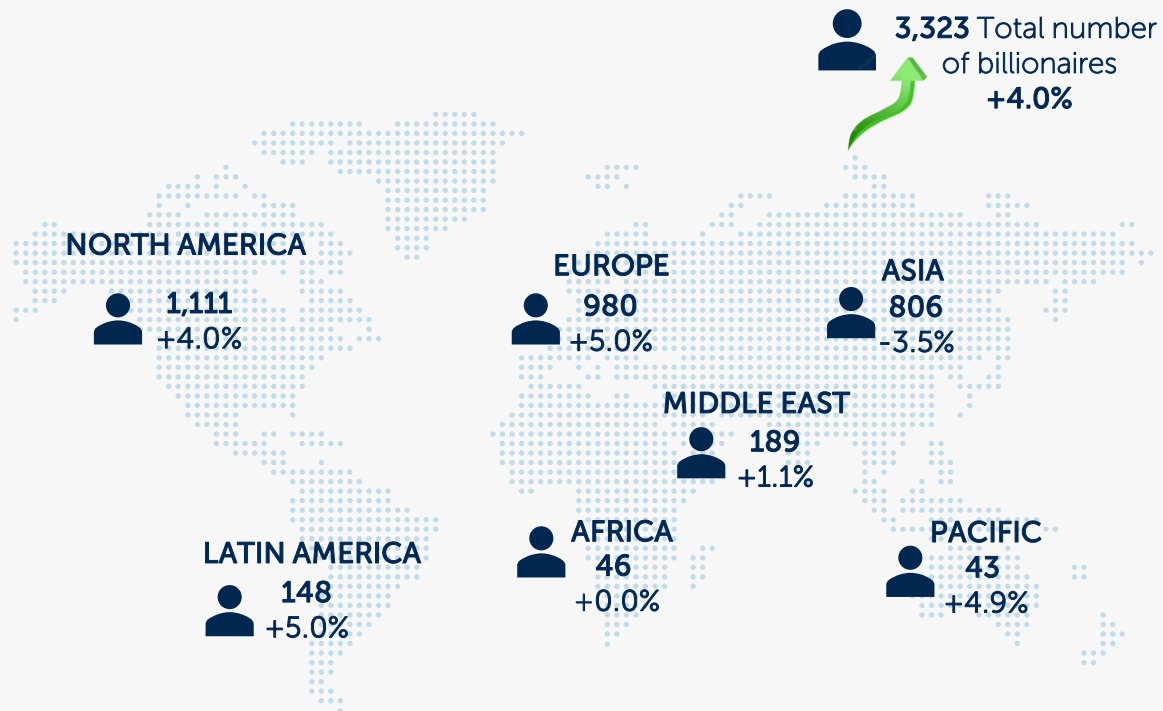 3,323 Total number
of billionaires
+4.0%
NORTH AMERICA
1,111
+4.0%
EUROPE
980
+5.0%
ASIA
806
-3.5%
MIDDLE EAST
189
+1.1%
LATIN AMERICA
148
+5.0%
AFRICA
46
+0.0%
PACIFIC
43
+4.9%